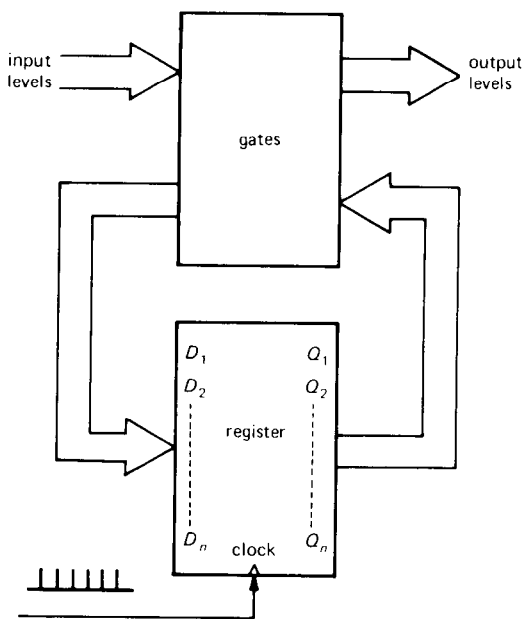 input
levels
output
levels
gates
D1
Q1
D2
Q2
register
Dn
clock
Qn